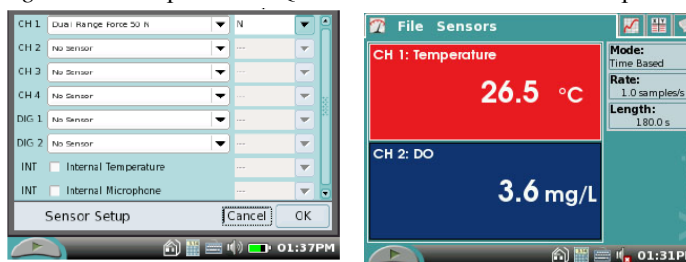 CH 1 Dual Range Force 50 N N
CH 2 No Sensor ---
CH 3 No Sensor ---
CH 4 No Sensor ---
DIG 1 No Sensor ---
DIG 2 No Sensor ---
INT Internal Temperature ---
INT Internal Microphone ---
Sensor Setup Cancel OK
01:37PM
File Sensors
CH 1: Temperature
26.5 °C
CH 2: DO
3.6 mg/L
Mode:
Time Based
Rate:
1.0 samples/s
Length:
180.0 s
01:31P